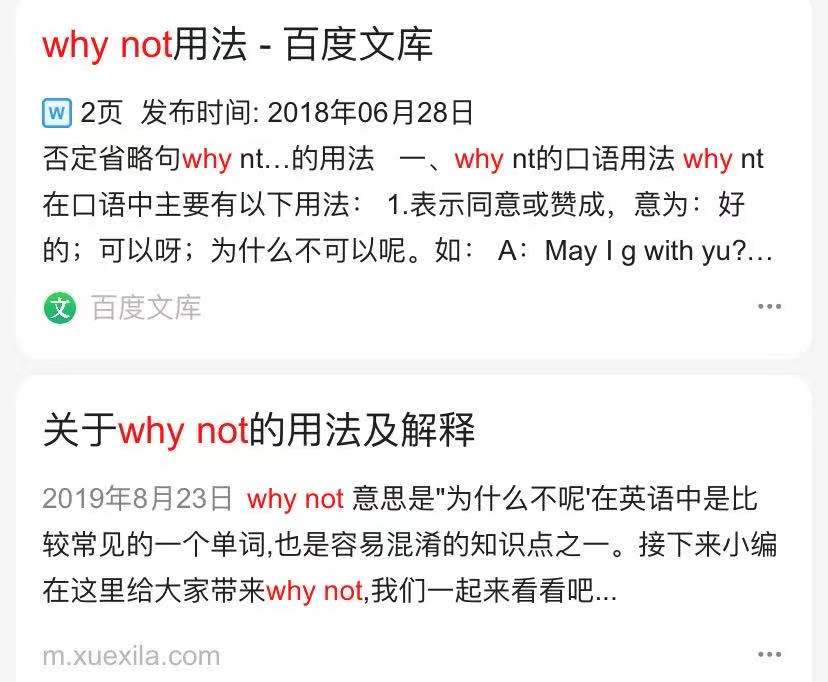 why not用法 - 百度文库
W 2页 发布时间: 2018年06月28日
否定省略句why nt…的用法 一、why nt的口语用法 why nt
在口语中主要有以下用法： 1.表示同意或赞成，意为：好
的；可以呀；为什么不可以呢。如： A：May I g with yu?…
文 百度文库
关于why not的用法及解释
2019年8月23日 why not 意思是"为什么不呢'在英语中是比
较常见的一个单词,也是容易混淆的知识点之一。接下来小编
在这里给大家带来why not,我们一起来看看吧...
m.xuexila.com